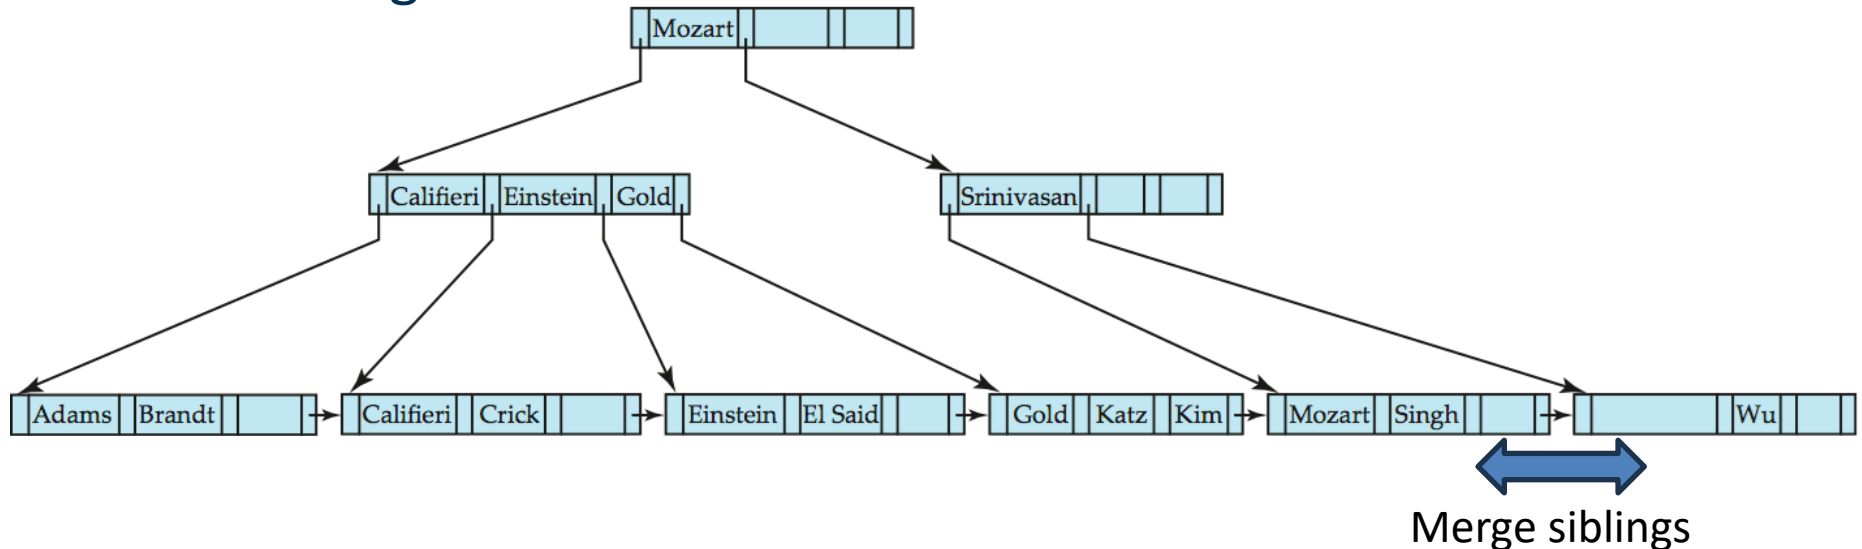 Mozart
Califieri Einstein Gold Srinivasan
Adams Brandt Califieri Crick Einstein El Said Gold Katz Kim Mozart Singh Wu
Merge siblings